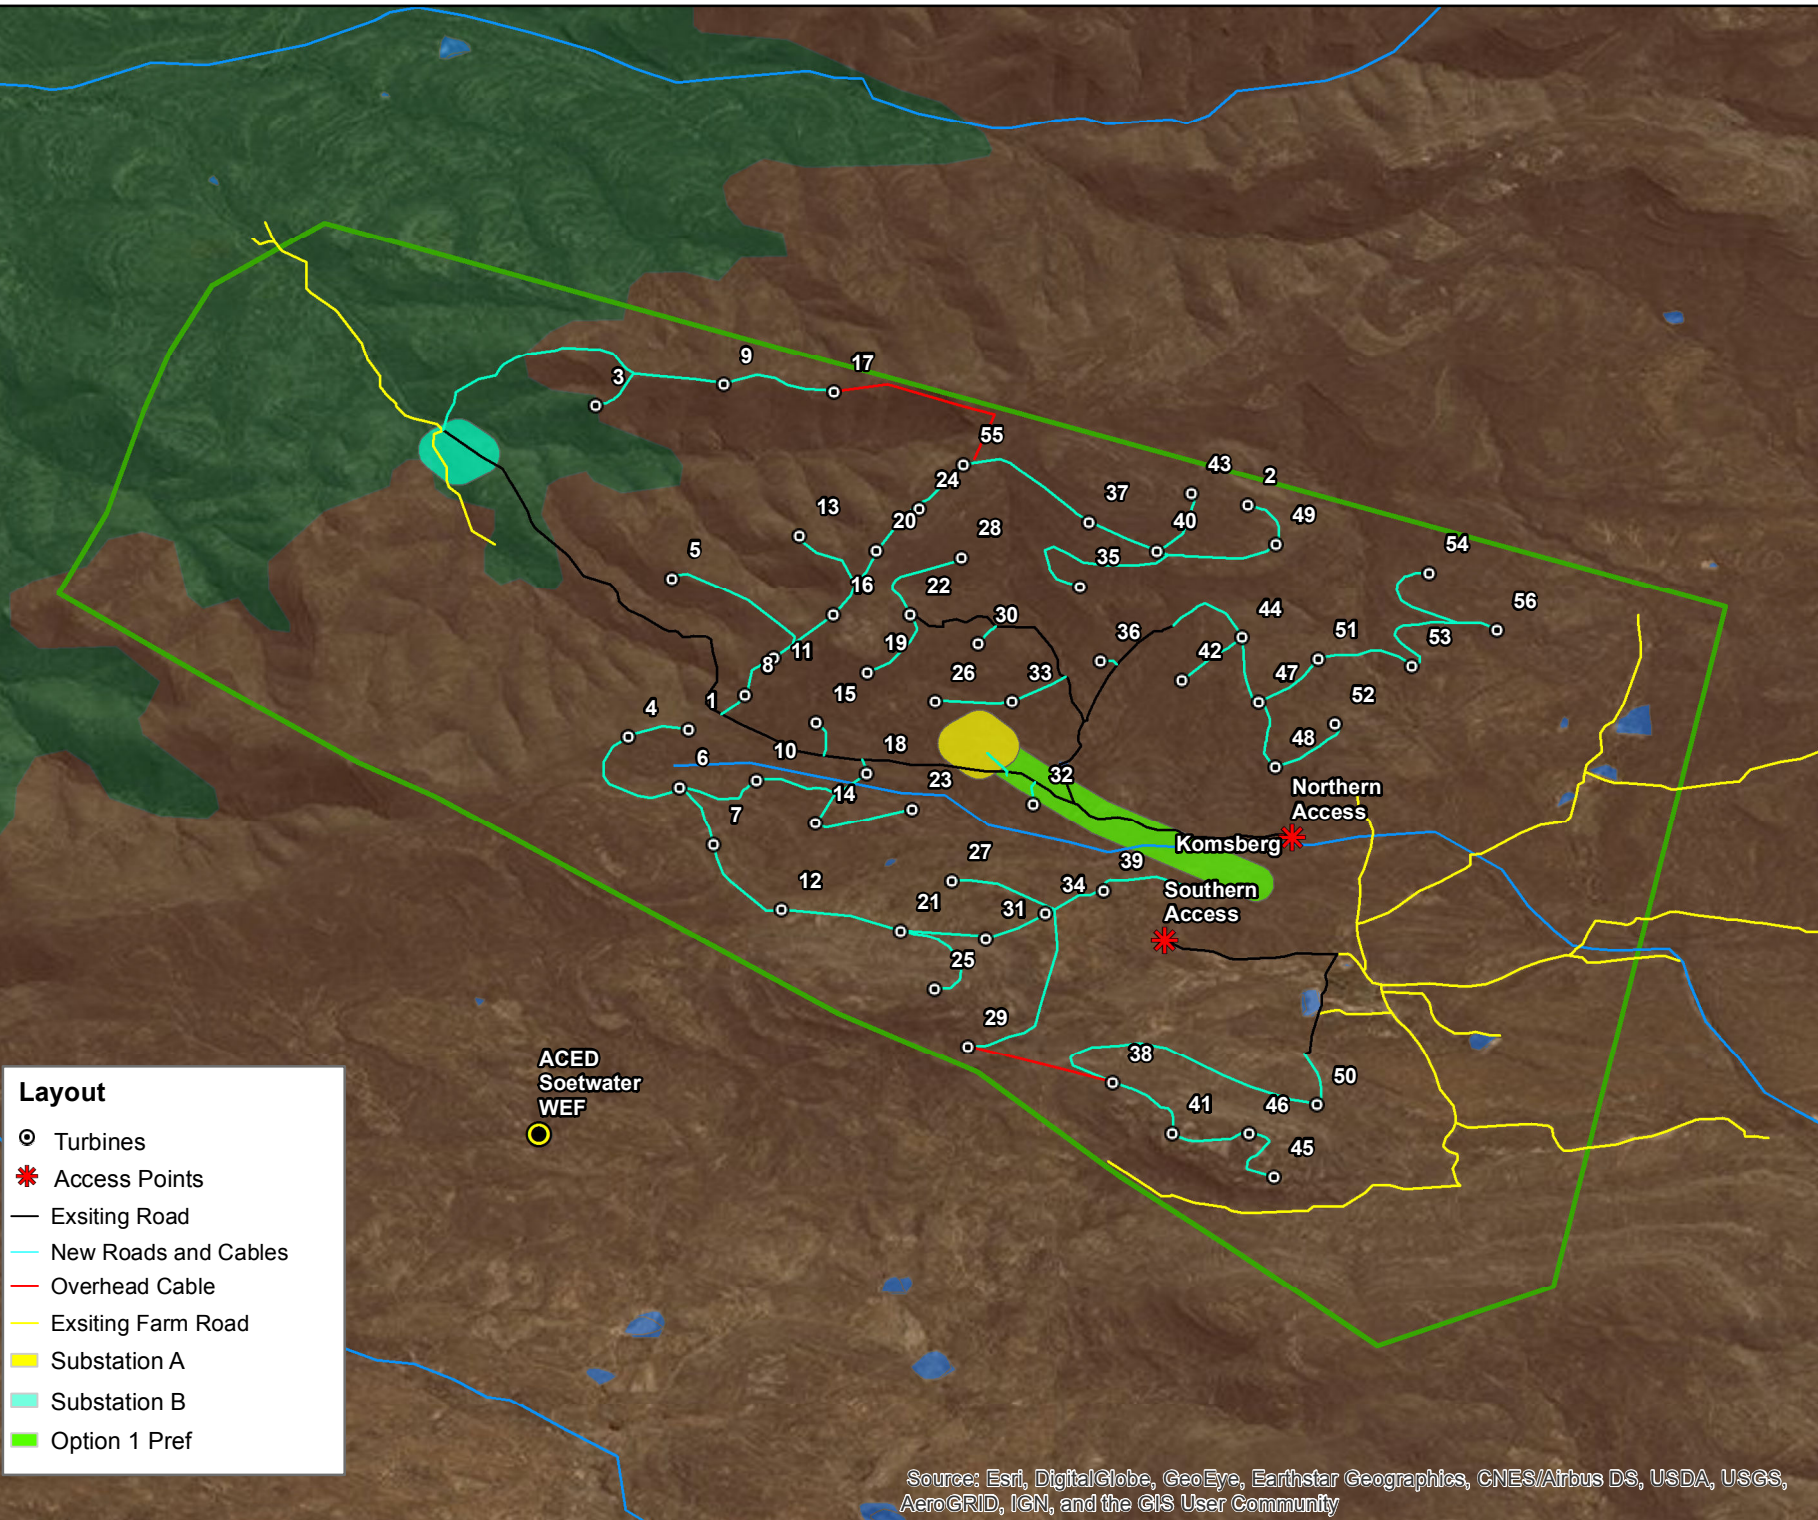 9
17
3
55
43
2
24
37
13
20
40
49
28
5
35
54
16
22
56
30
44
36
51
53
19
11
42
8
26
33
47
15
1
52
4
48
18
10
6
32
23
Northern
Access
14
7
Komsberg
27
39
12
34
Southern
Access
21
31
25
29
38
ACED
Soetwater
WEF
50
41
46
45
Layout
Turbines
Access Points
Exsiting Road
New Roads and Cables
Overhead Cable
Exsiting Farm Road
Substation A
Substation B
Option 1 Pref
Source: Esri, DigitalGlobe, GeoEye, Earthstar Geographics, CNES/Airbus DS, USDA, USGS,
AeroGRID, IGN, and the GIS User Community